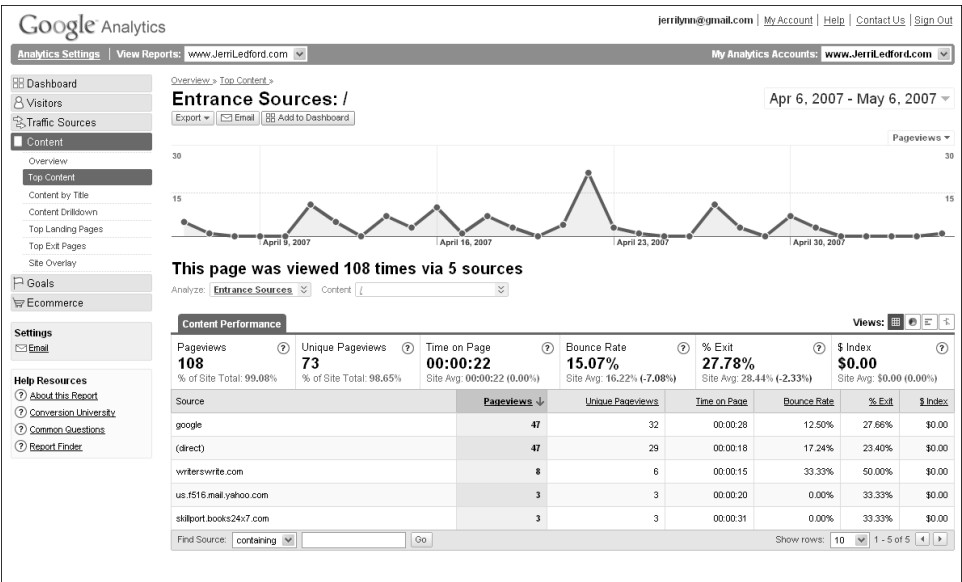 Google Analytics
jerrilynn@gmail.com | My Account | Help | Contact Us | Sign Out
Analytics Settings | View Reports: www.JerriLedford.com
My Analytics Accounts: www.JerriLedford.com
Dashboard
Visitors
Traffic Sources
Content
Overview
Top Content
Content by Title
Content Drilldown
Top Landing Pages
Top Exit Pages
Site Overlay
Goals
Ecommerce
Settings
Email
Help Resources
About this Report
Conversion University
Common Questions
Report Finder
Overview » Top Content »
Entrance Sources: /
Apr 6, 2007 - May 6, 2007
Export Email Add to Dashboard
Pageviews
30 30
15 15
April 9, 2007 April 16, 2007 April 23, 2007 April 30, 2007
This page was viewed 108 times via 5 sources
Analyze: Entrance Sources Content /
Content Performance
Views:
Pageviews ? Unique Pageviews ? Time on Page ? Bounce Rate ? % Exit ? $ Index ?
108 73 00:00:22 15.07% 27.78% $0.00
% of Site Total: 99.08% % of Site Total: 98.65% Site Avg: 00:00:22 (0.00%) Site Avg: 16.22% (-7.08%) Site Avg: 28.44% (-2.33%) Site Avg: $0.00 (0.00%)
Source Pageviews ↓ Unique Pageviews Time on Page Bounce Rate % Exit $ Index
google 47 32 00:00:28 12.50% 27.66% $0.00
(direct) 47 29 00:00:18 17.24% 23.40% $0.00
writerswrite.com 8 6 00:00:15 33.33% 50.00% $0.00
us.f516.mail.yahoo.com 3 3 00:00:20 0.00% 33.33% $0.00
skillport.books24x7.com 3 3 00:00:31 0.00% 33.33% $0.00
Find Source: containing Go
Show rows: 10 1 - 5 of 5